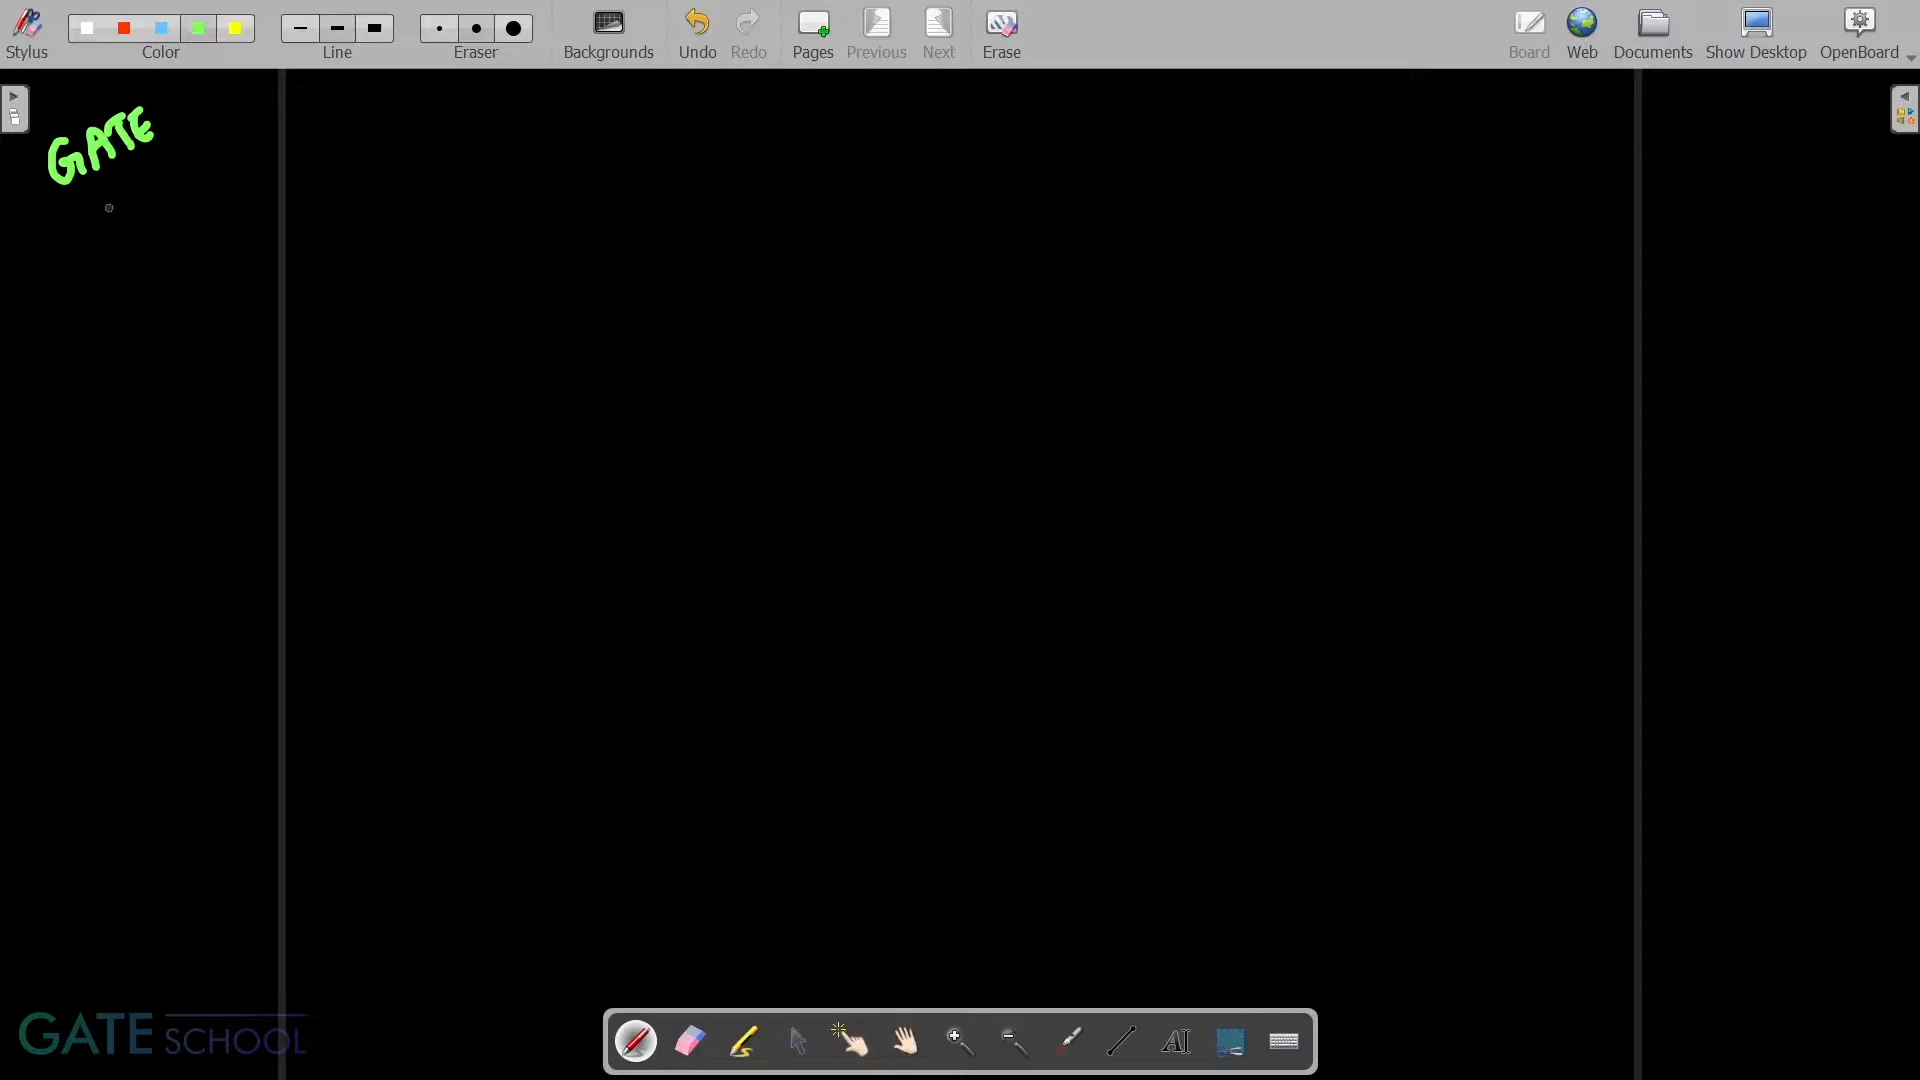 Stylus Color Line Eraser Backgrounds Undo Redo Pages Previous Next Erase Board Web Documents Show Desktop OpenBoard
GATE
GATE SCHOOL